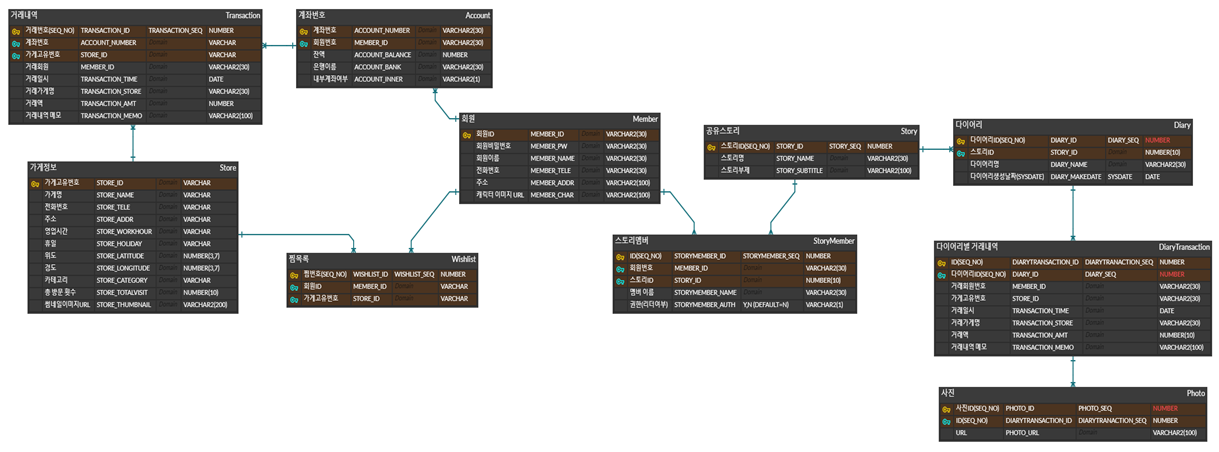 거래내역 Transaction
거래번호(SEQ_NO) TRANSACTION_ID TRANSACTION_SEQ NUMBER
계좌번호 ACCOUNT_NUMBER Domain VARCHAR
가게고유번호 STORE_ID Domain VARCHAR
거래회원 MEMBER_ID Domain VARCHAR2(30)
거래일시 TRANSACTION_TIME Domain DATE
거래가게명 TRANSACTION_STORE Domain VARCHAR2(30)
거래액 TRANSACTION_AMT Domain NUMBER
거래내역 메모 TRANSACTION_MEMO Domain VARCHAR2(100)
계좌번호 Account
계좌번호 ACCOUNT_NUMBER Domain VARCHAR2(30)
회원번호 MEMBER_ID Domain VARCHAR2(30)
잔액 ACCOUNT_BALANCE Domain NUMBER
은행이름 ACCOUNT_BANK Domain VARCHAR2(30)
내부계좌여부 ACCOUNT_INNER Domain VARCHAR2(1)
회원 Member
회원ID MEMBER_ID Domain VARCHAR2(30)
회원비밀번호 MEMBER_PW Domain VARCHAR2(30)
회원이름 MEMBER_NAME Domain VARCHAR2(30)
전화번호 MEMBER_TELE Domain VARCHAR2(30)
주소 MEMBER_ADDR Domain VARCHAR2(100)
캐릭터 이미지 URL MEMBER_CHAR Domain VARCHAR2(100)
공유스토리 Story
스토리ID(SEQ_NO) STORY_ID STORY_SEQ NUMBER
스토리명 STORY_NAME Domain VARCHAR2(30)
스토리부제 STORY_SUBTITLE Domain VARCHAR2(100)
다이어리 Diary
다이어리ID(SEQ_NO) DIARY_ID DIARY_SEQ NUMBER
스토리ID STORY_ID Domain NUMBER(10)
다이어리명 DIARY_NAME Domain VARCHAR2(30)
다이어리생성날짜(SYSDATE) DIARY_MAKEDATE SYSDATE DATE
가게정보 Store
가게고유번호 STORE_ID Domain VARCHAR
가게명 STORE_NAME Domain VARCHAR
전화번호 STORE_TELE Domain VARCHAR
주소 STORE_ADDR Domain VARCHAR
영업시간 STORE_WORKHOUR Domain VARCHAR
휴일 STORE_HOLIDAY Domain VARCHAR
위도 STORE_LATITUDE Domain NUMBER(3,7)
경도 STORE_LONGITUDE Domain NUMBER(3,7)
카테고리 STORE_CATEGORY Domain VARCHAR
총 방문 횟수 STORE_TOTALVISIT Domain NUMBER(10)
썸네일이미지URL STORE_THUMBNAIL Domain VARCHAR2(200)
찜목록 Wishlist
찜번호(SEQ_NO) WISHLIST_ID WISHLIST_SEQ NUMBER
회원ID MEMBER_ID Domain VARCHAR
가게고유번호 STORE_ID Domain VARCHAR
스토리멤버 StoryMember
ID(SEQ_NO) STORYMEMBER_ID STORYMEMBER_SEQ NUMBER
회원번호 MEMBER_ID Domain VARCHAR2(30)
스토리ID STORY_ID Domain NUMBER(10)
멤버 이름 STORYMEMBER_NAME Domain VARCHAR2(30)
권한(리더여부) STORYMEMBER_AUTH Y,N (DEFAULT=N) VARCHAR2(1)
다이어리별 거래내역 DiaryTransaction
ID(SEQ_NO) DIARYTRANSACTION_ID DIARYTRANSACTION_SEQ NUMBER
다이어리ID(SEQ_NO) DIARY_ID DIARY_SEQ NUMBER
거래회원번호 MEMBER_ID Domain VARCHAR2(30)
가게고유번호 STORE_ID Domain VARCHAR2(30)
거래일시 TRANSACTION_TIME Domain DATE
거래가게명 TRANSACTION_STORE Domain VARCHAR2(30)
거래액 TRANSACTION_AMT Domain NUMBER(10)
거래내역 메모 TRANSACTION_MEMO Domain VARCHAR2(100)
사진 Photo
사진ID(SEQ_NO) PHOTO_ID PHOTO_SEQ NUMBER
ID(SEQ_NO) DIARYTRANSACTION_ID DIARYTRANACTION_SEQ NUMBER
URL PHOTO_URL Domain VARCHAR2(100)